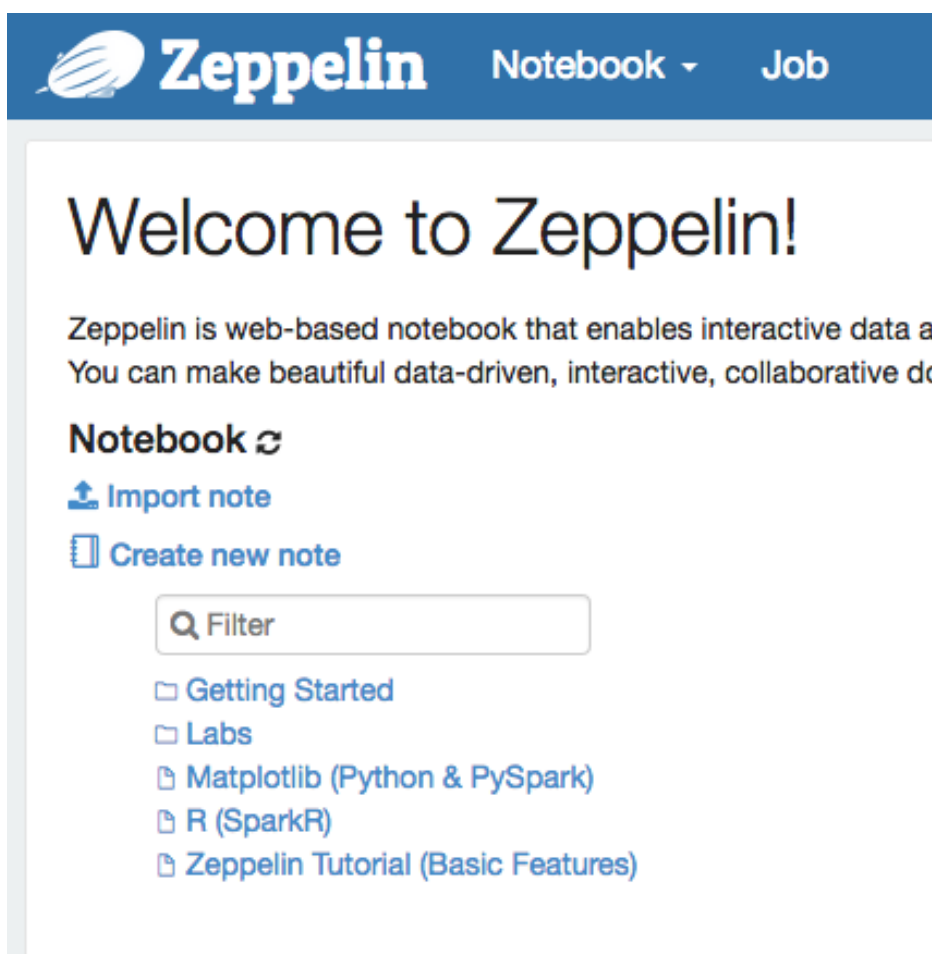 Zeppelin Notebook Job
Welcome to Zeppelin!
Zeppelin is web-based notebook that enables interactive data
You can make beautiful data-driven, interactive, collaborative
Notebook
Import note
Create new note
Filter
Getting Started
Labs
Matplotlib (Python & PySpark)
R (SparkR)
Zeppelin Tutorial (Basic Features)